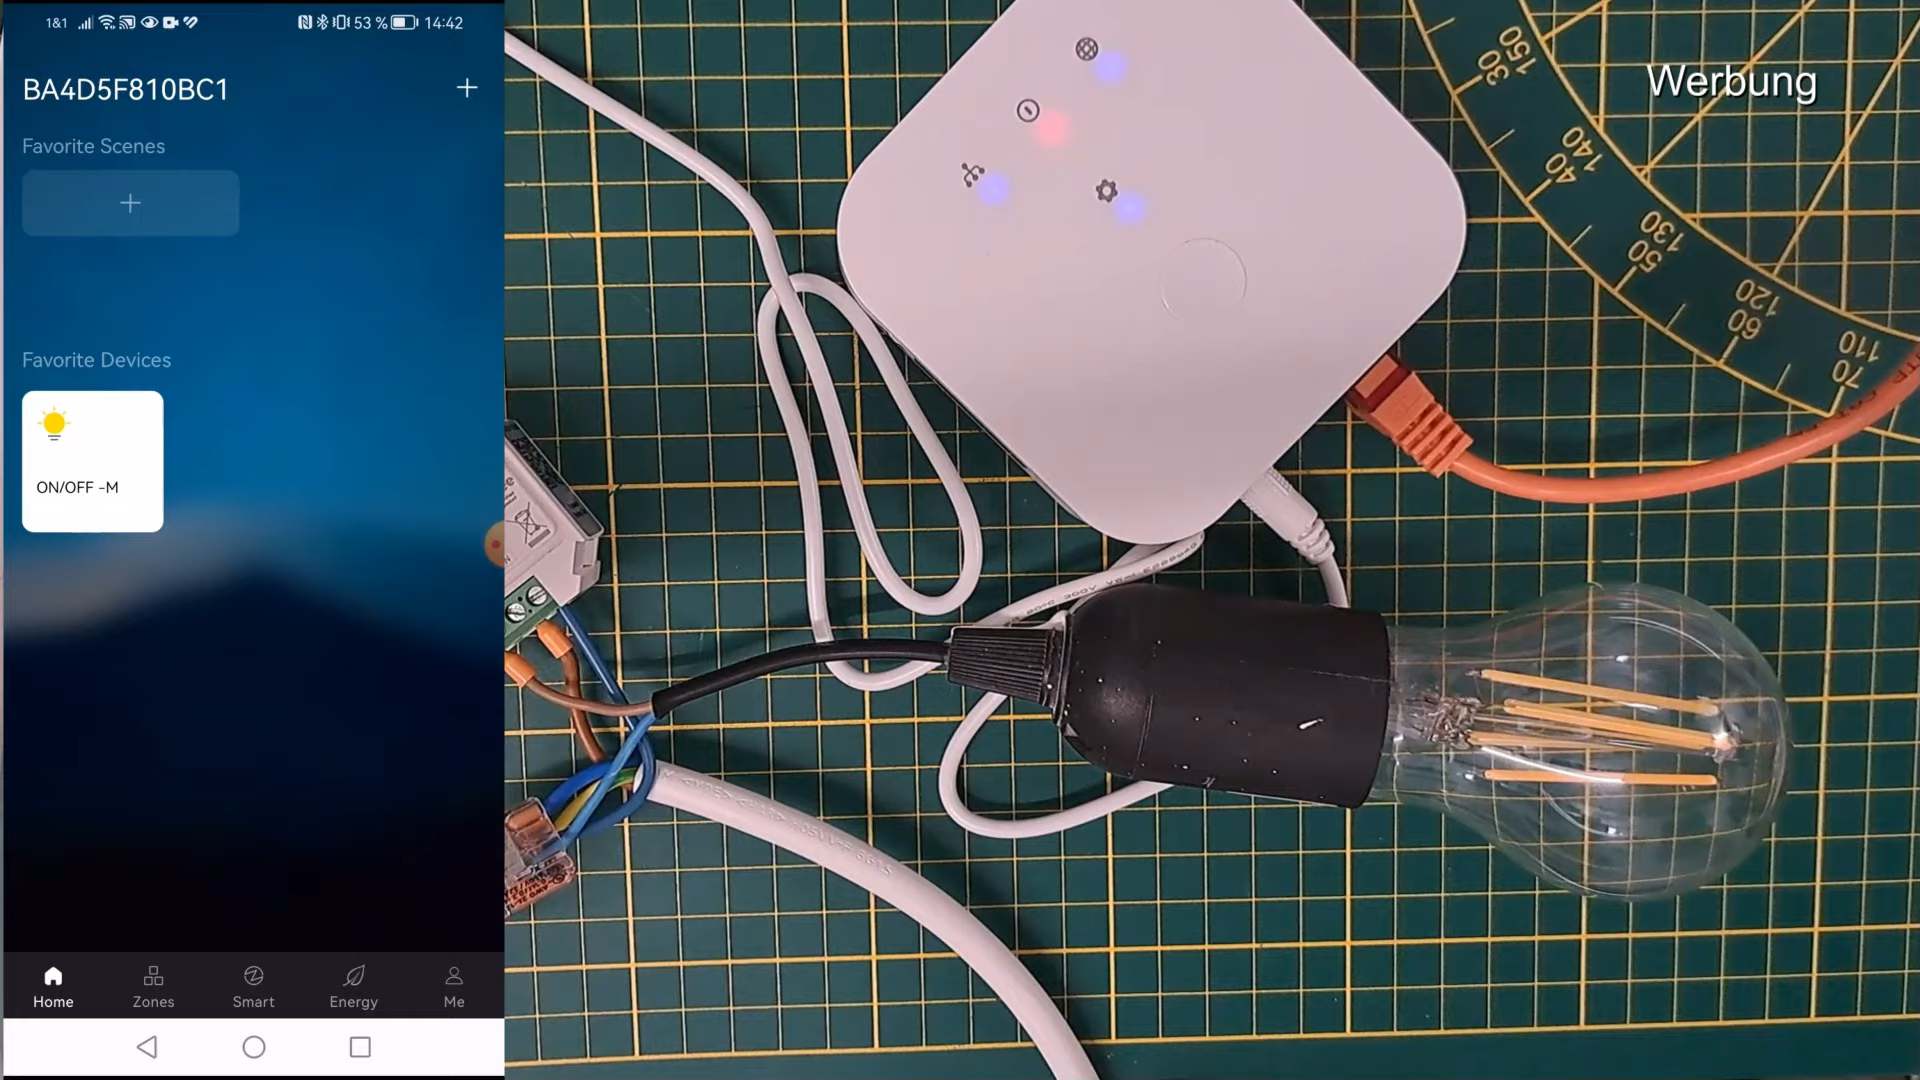 1&1
53 %
14:42
BA4D5F810BC1
Favorite Scenes
Favorite Devices
ON/OFF -M
Home
Zones
Smart
Energy
Me
Werbung
150
30
140
40
130
50
120
60
110
70